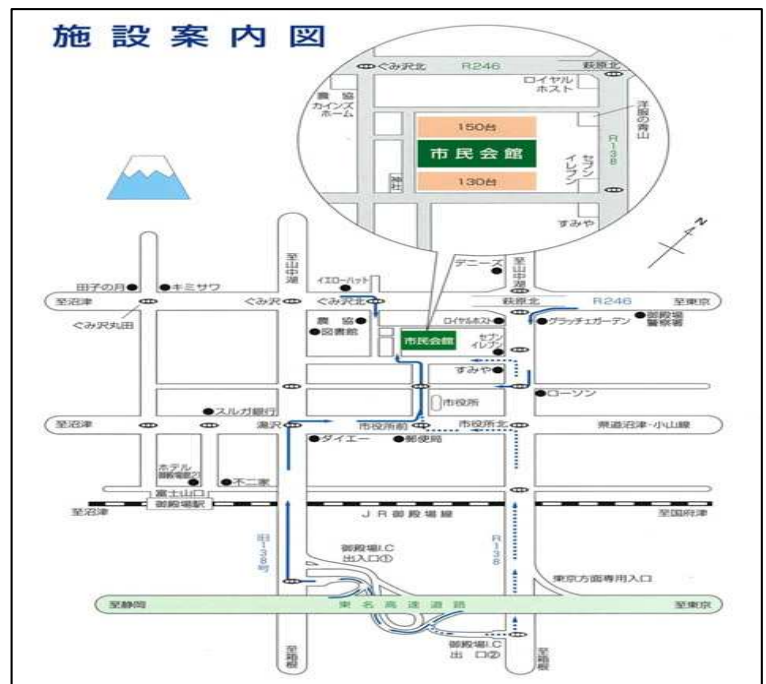 施設案内図
ぐみ沢北
R246
萩原北
農協
カインズ
ホーム
ロイヤル
ホスト
洋服の青山
R138
150台
市民会館
130台
神社
セブン
イレブン
すみや
N
至山中湖
デニーズ
至山中湖
田子の月
キミサワ
イエローハット
至沼津
ぐみ沢
ぐみ沢北
萩原北
R246
至東京
ぐみ沢丸田
農協
図書館
ロイヤルホスト
グラッチェガーデン
御殿場
警察署
市民会館
セブン
イレブン
すみや
市役所
ローソン
スルガ銀行
至沼津
湯沢
市役所前
市役所北
県道沼津・小山線
ダイエー
郵便局
ホテル
不二家
富士山口
御殿場駅
至沼津
JR御殿場線
至国府津
旧138号
御殿場I.C
出入口①
R138
東京方面専用入口
至静岡
東名高速道路
至東京
御殿場I.C
出口②
至箱根
至箱根